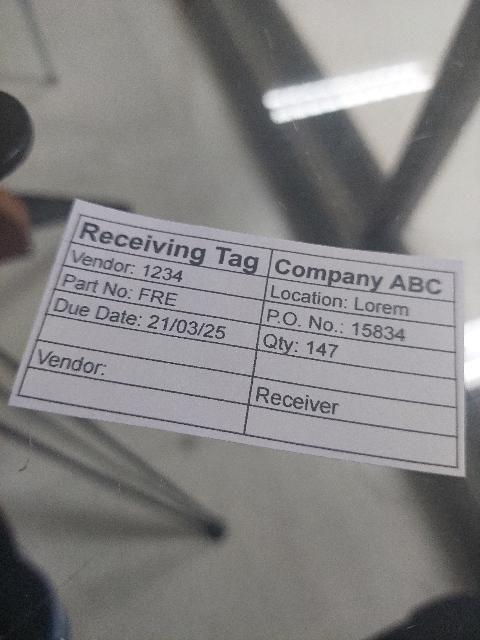 Receiving Tag
Company ABC
Vendor: 1234
Location: Lorem
Part No: FRE
P.O. No.: 15834
Due Date: 21/03/25
Qty: 147
Vendor:
Receiver